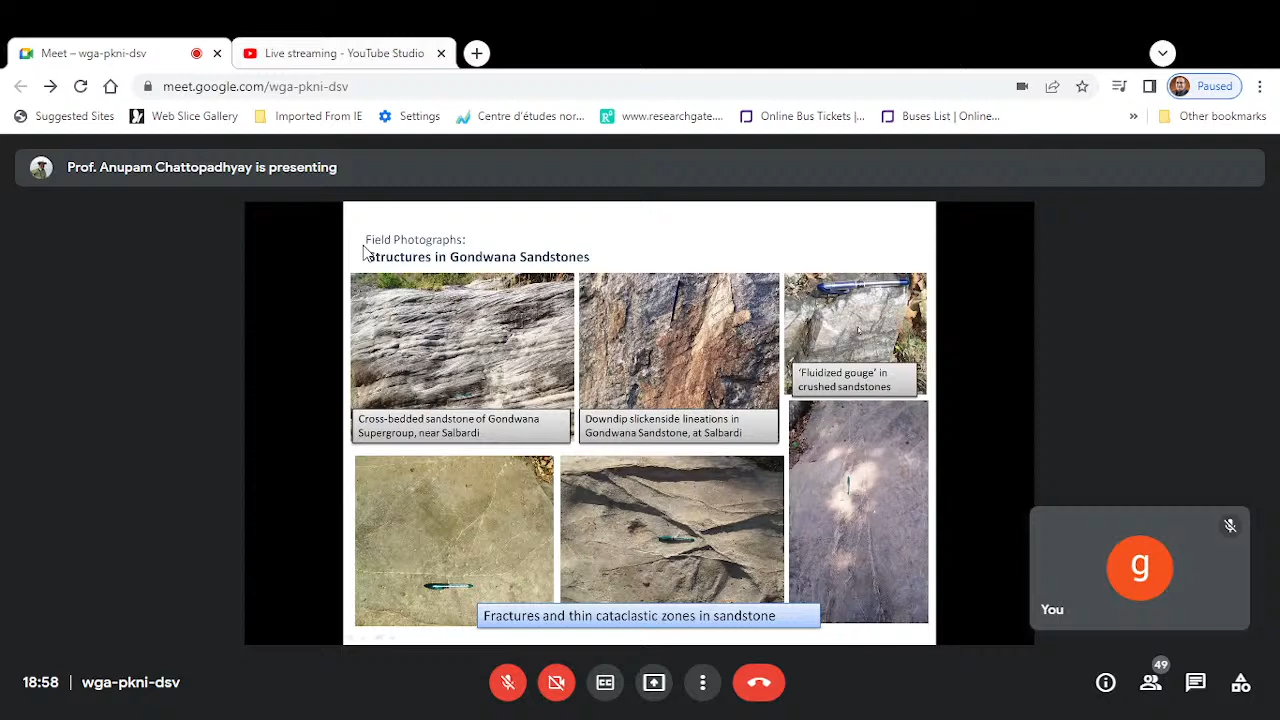 Meet – wga-pkni-dsv
Live streaming - YouTube Studio
meet.google.com/wga-pkni-dsv
Paused
Suggested Sites
Web Slice Gallery
Imported From IE
Settings
Centre d'études nor...
www.researchgate....
Online Bus Tickets |...
Buses List | Online...
»
Other bookmarks
Prof. Anupam Chattopadhyay is presenting
Field Photographs:
Structures in Gondwana Sandstones
Cross-bedded sandstone of Gondwana
Supergroup, near Salbardi
Downdip slickenside lineations in
Gondwana Sandstone, at Salbardi
'Fluidized gouge' in
crushed sandstones
Fractures and thin cataclastic zones in sandstone
g
You
18:58 | wga-pkni-dsv
CC
49